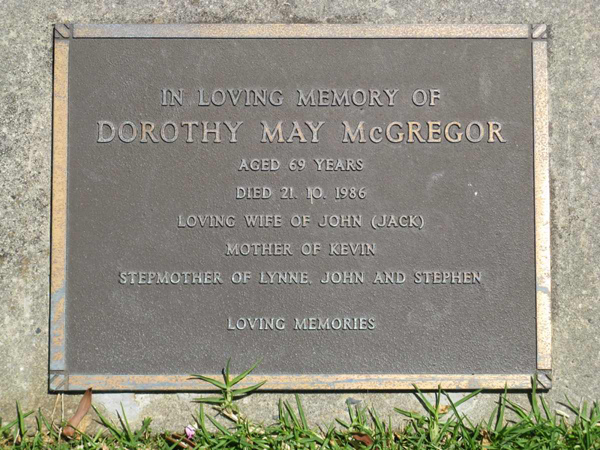 IN LOVING MEMORY OF
DOROTHY MAY McGREGOR
AGED 69 YEARS
DIED 21. 10. 1986
LOVING WIFE OF JOHN (JACK)
MOTHER OF KEVIN
STEPMOTHER OF LYNNE, JOHN AND STEPHEN
LOVING MEMORIES